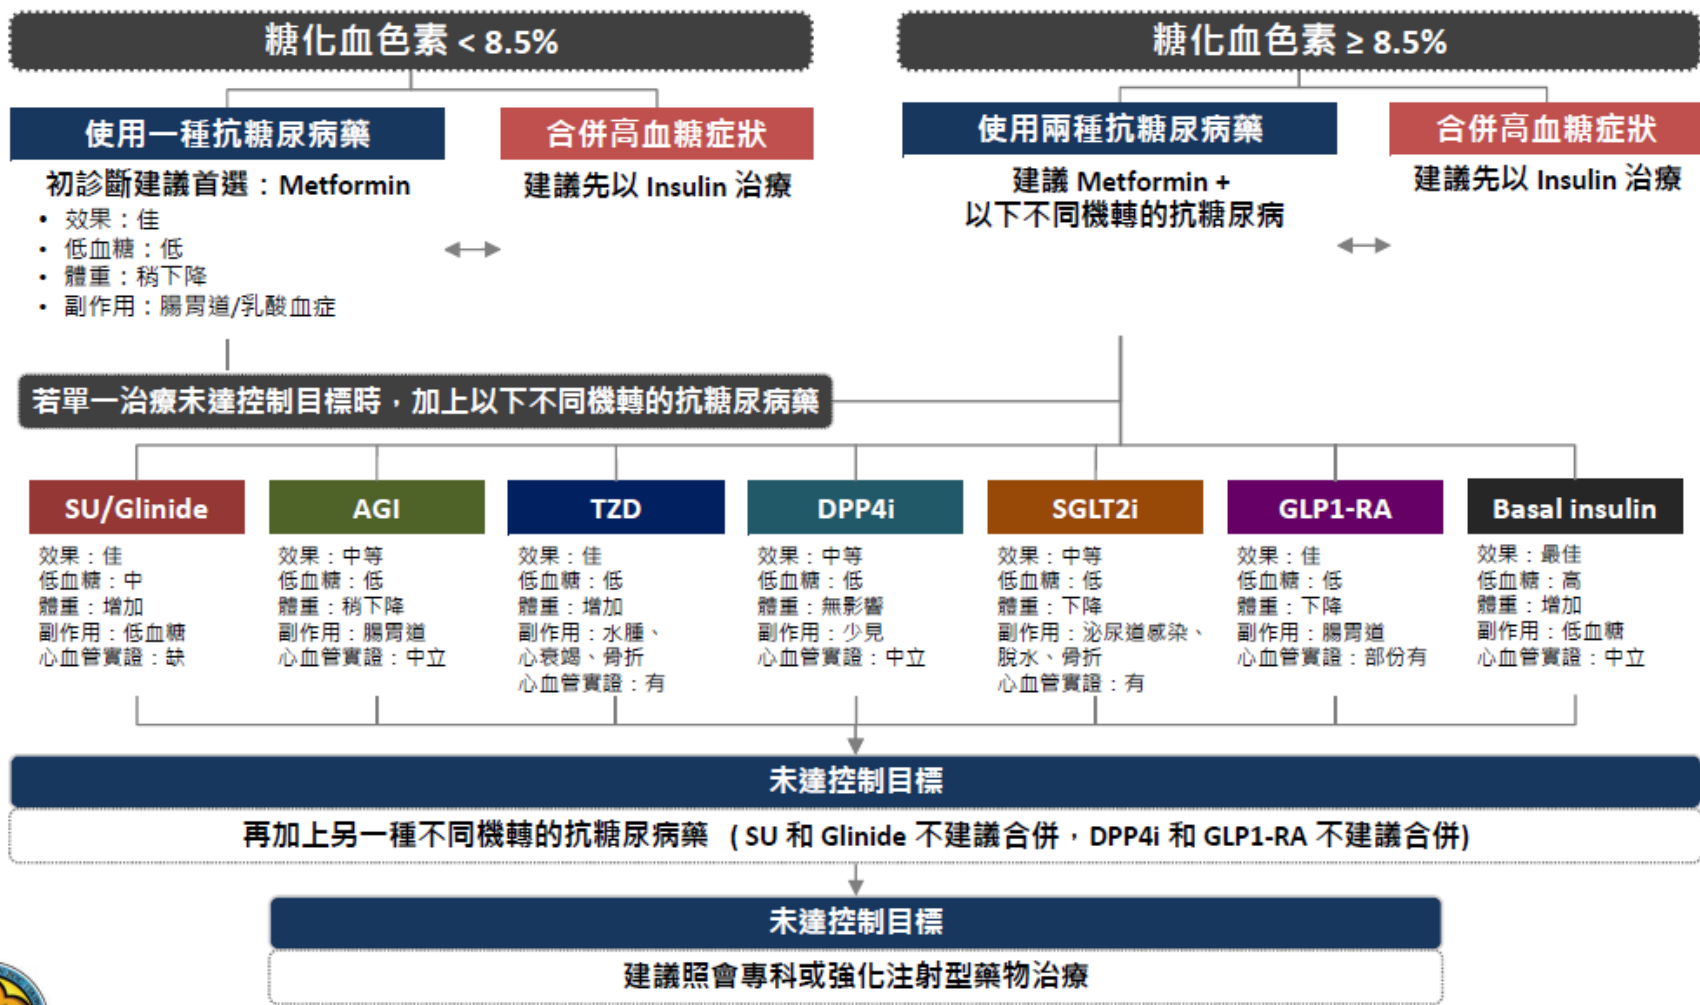 糖化血色素 < 8.5%
糖化血色素 ≥ 8.5%
使用一種抗糖尿病藥
合併高血糖症狀
使用兩種抗糖尿病藥
合併高血糖症狀
初診斷建議首選：Metformin
• 效果：佳
• 低血糖：低
• 體重：稍下降
• 副作用：腸胃道/乳酸血症
建議先以 Insulin 治療
建議 Metformin +
以下不同機轉的抗糖尿病
建議先以 Insulin 治療
若單一治療未達控制目標時，加上以下不同機轉的抗糖尿病藥
SU/Glinide
效果：佳
低血糖：中
體重：增加
副作用：低血糖
心血管實證：缺
AGI
效果：中等
低血糖：低
體重：稍下降
副作用：腸胃道
心血管實證：中立
TZD
效果：佳
低血糖：低
體重：增加
副作用：水腫、
心衰竭、骨折
心血管實證：有
DPP4i
效果：中等
低血糖：低
體重：無影響
副作用：少見
心血管實證：中立
SGLT2i
效果：中等
低血糖：低
體重：下降
副作用：泌尿道感染、
脫水、骨折
心血管實證：有
GLP1-RA
效果：佳
低血糖：低
體重：下降
副作用：腸胃道
心血管實證：部份有
Basal insulin
效果：最佳
低血糖：高
體重：增加
副作用：低血糖
心血管實證：中立
未達控制目標
再加上另一種不同機轉的抗糖尿病藥 ( SU 和 Glinide 不建議合併，DPP4i 和 GLP1-RA 不建議合併)
未達控制目標
建議照會專科或強化注射型藥物治療